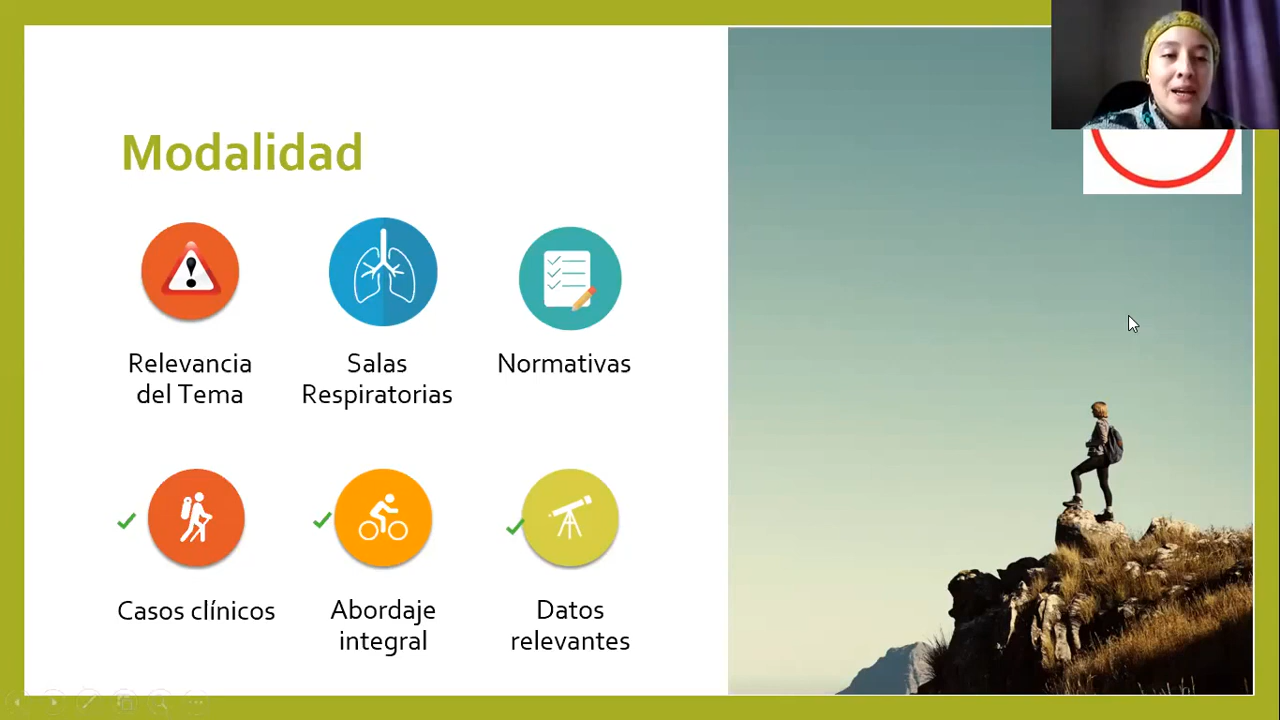 Modalidad
Relevancia
del Tema
Salas
Respiratorias
Normativas
Casos clínicos
Abordaje
integral
Datos
relevantes